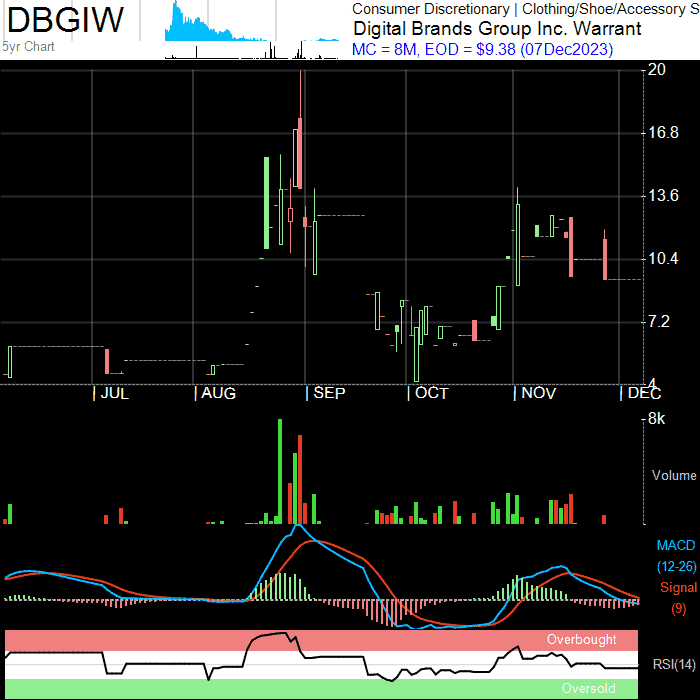 DBGIW
5yr Chart
Consumer Discretionary | Clothing/Shoe/Accessory S
Digital Brands Group Inc. Warrant
MC = 8M, EOD = $9.38 (07Dec2023)
20
16.8
13.6
10.4
7.2
4
| JUL | AUG | SEP | OCT | NOV | DEC
8k
Volume
MACD
(12-26)
Signal
(9)
Overbought
RSI(14)
Oversold